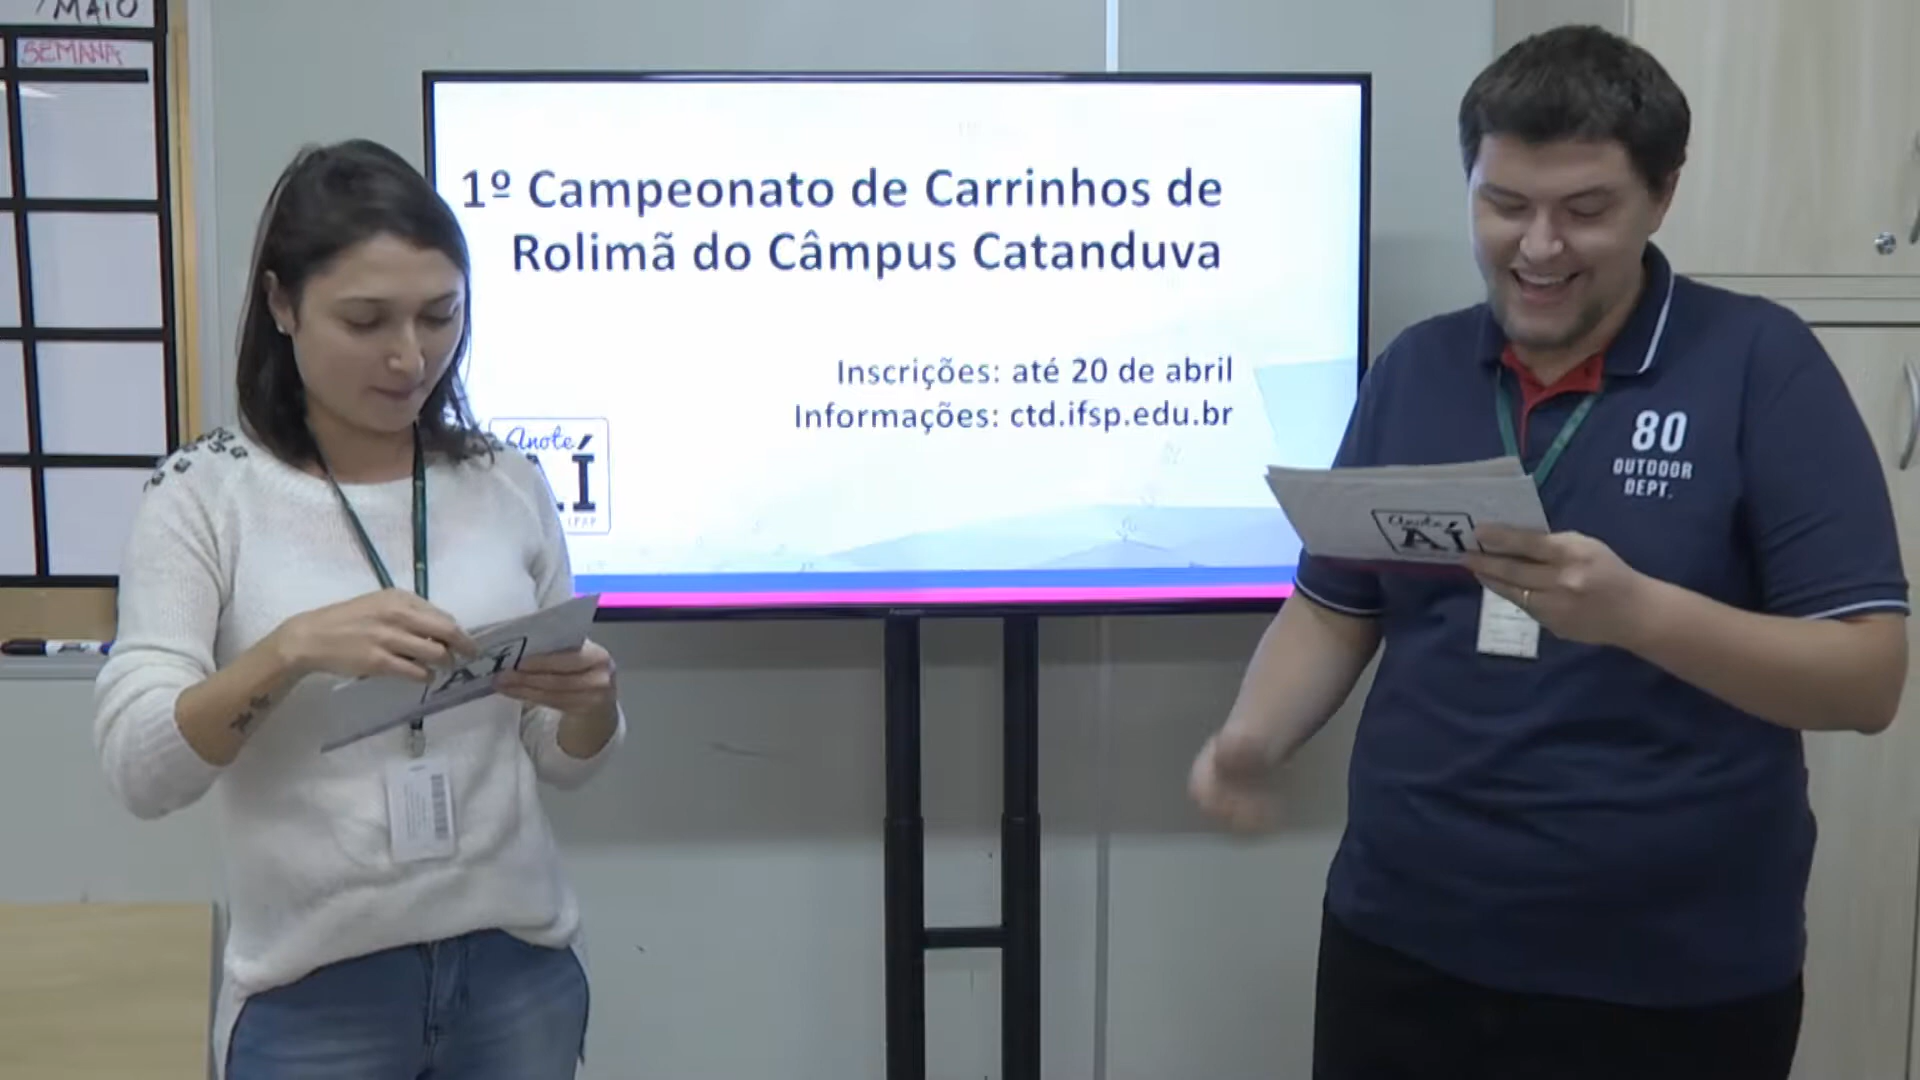 MAIO
SEMANA
1º Campeonato de Carrinhos de
Rolimã do Câmpus Catanduva
Inscrições: até 20 de abril
Informações: ctd.ifsp.edu.br
Anote
AÍ
IFSP
80
OUTDOOR
DEPT.
Anote
AÍ
AÍ